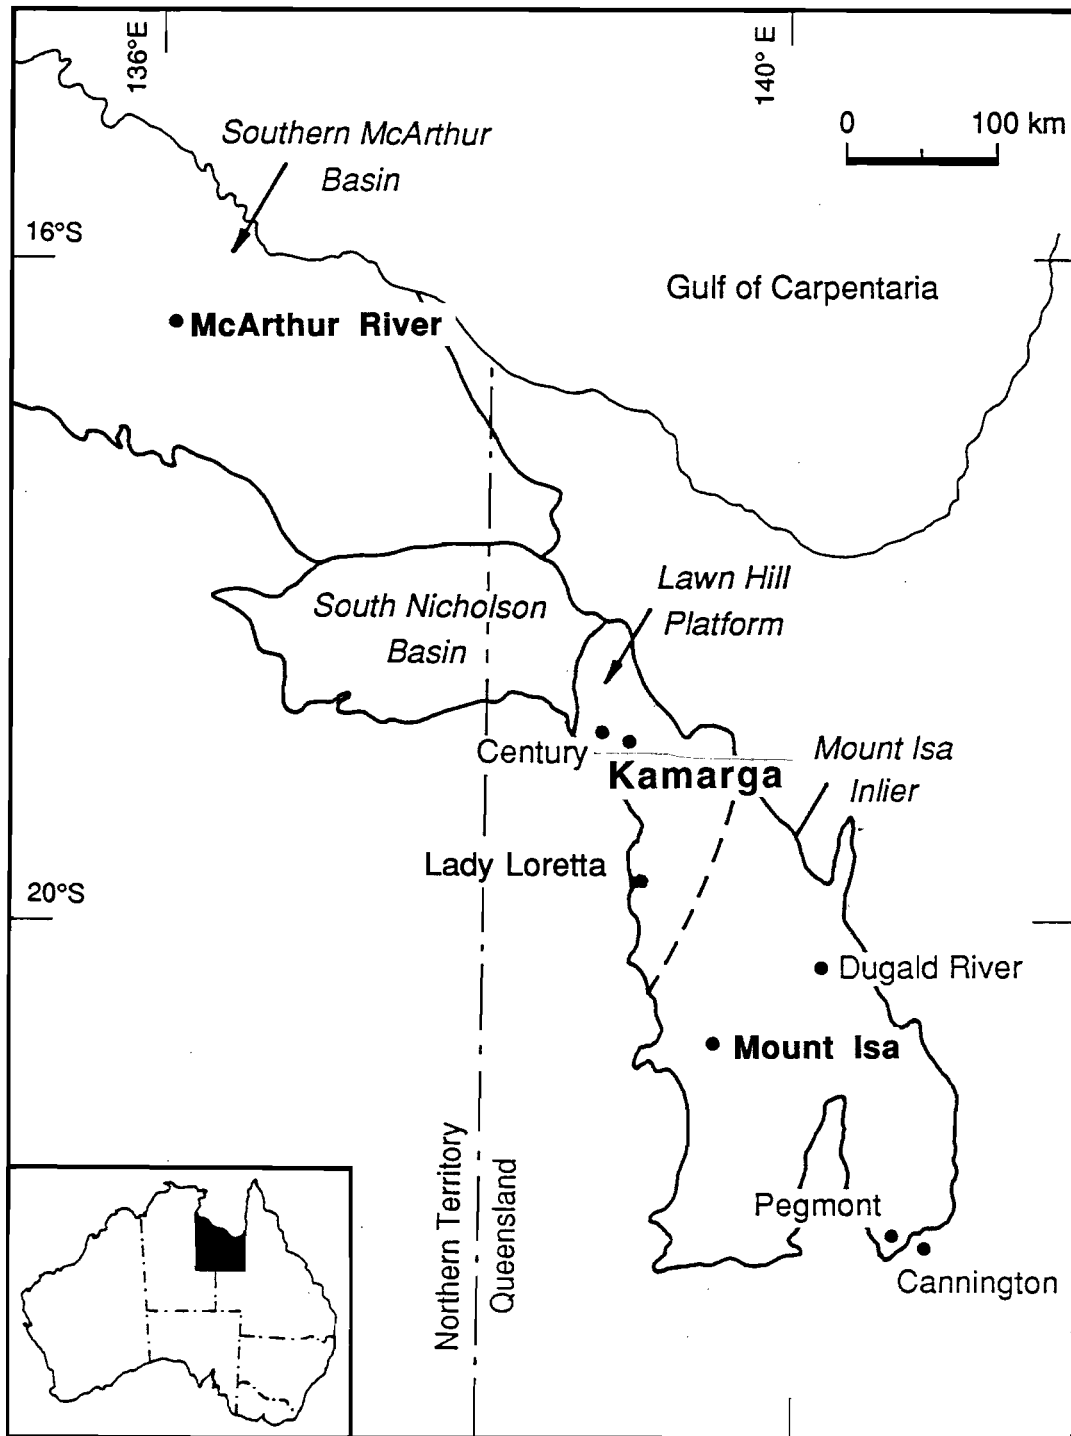 136°E
140° E
0 100 km
Southern McArthur
Basin
16°S
Gulf of Carpentaria
McArthur River
Lawn Hill
Platform
South Nicholson
Basin
Century
Kamarga
Mount Isa
Inlier
Lady Loretta
20°S
Dugald River
Mount Isa
Northern Territory
Queensland
Pegmont
Cannington